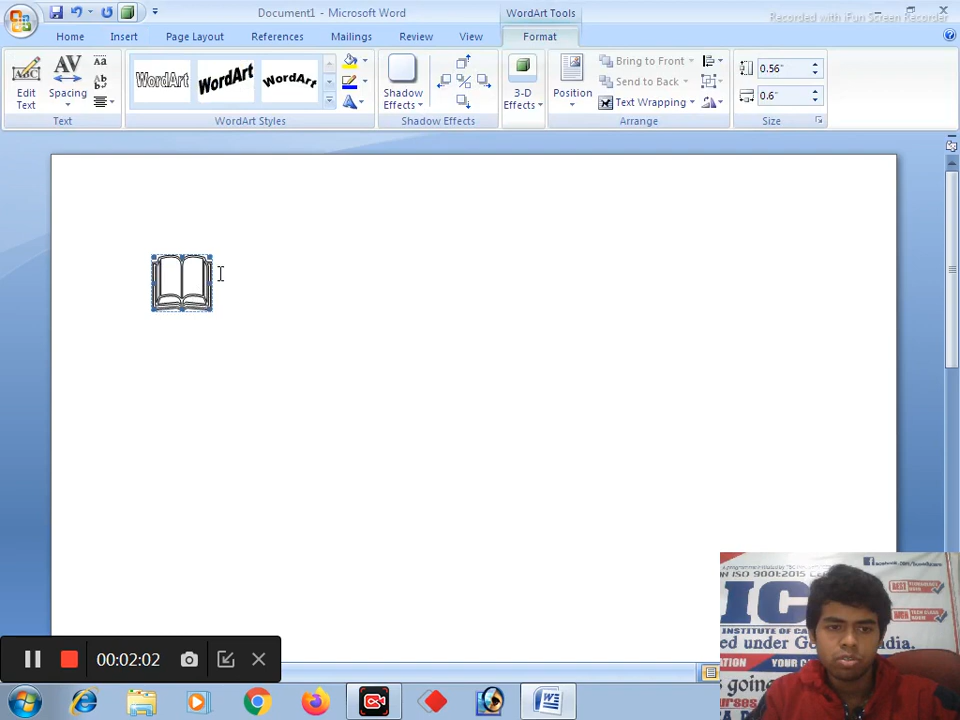 Document1 - Microsoft Word
WordArt Tools
Recorded with iFun Screen Recorder
Home
Insert
Page Layout
References
Mailings
Review
View
Format
Edit Text
Spacing
Text
WordArt
WordArt
WordArt
WordArt Styles
Shadow Effects
Shadow Effects
3-D Effects
Position
Bring to Front
Send to Back
Text Wrapping
Arrange
0.56"
0.6"
Size
00:02:02
ISO 9001:2015
IC
INSTITUTE OF